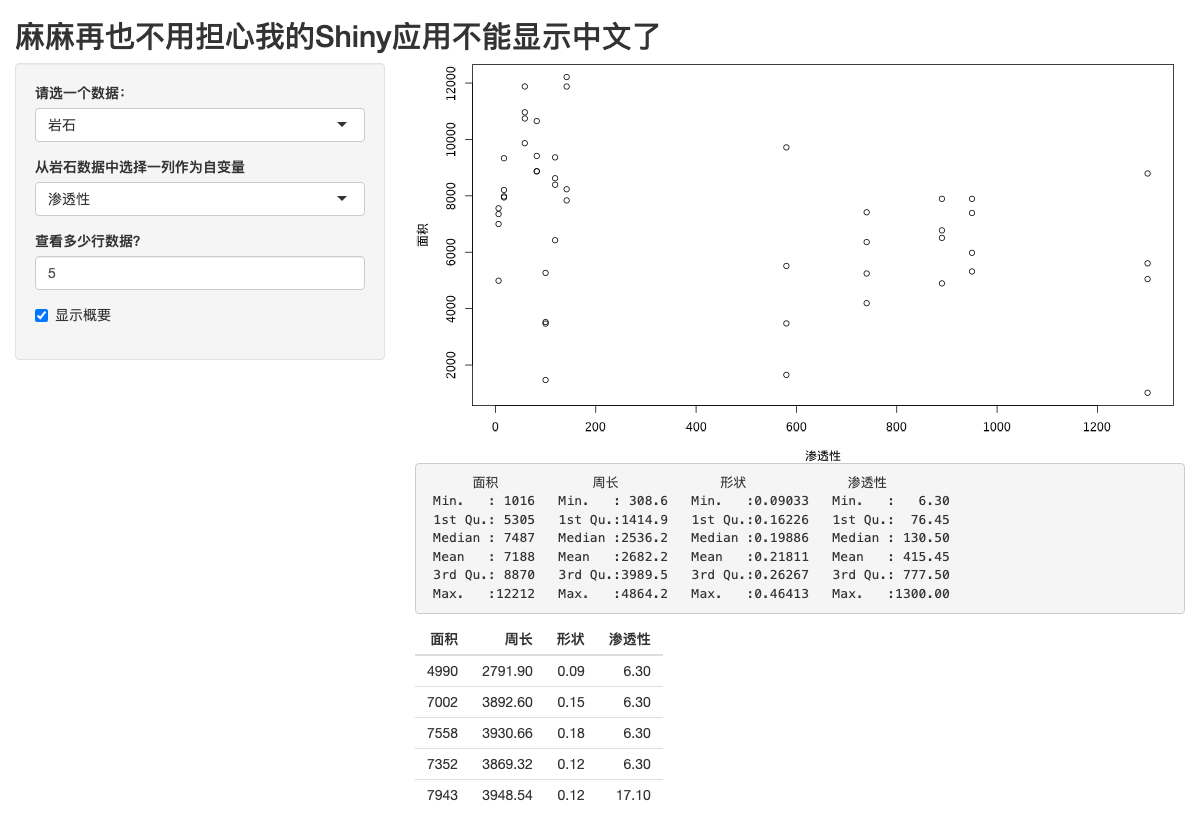 麻麻再也不用担心我的Shiny应用不能显示中文了
请选一个数据：
岩石
从岩石数据中选择一列作为自变量
渗透性
查看多少行数据?
5
显示概要
面积
12000
10000
8000
6000
4000
2000
0 200 400 600 800 1000 1200
渗透性
面积 周长 形状 渗透性
Min. : 1016 Min. : 308.6 Min. :0.09033 Min. : 6.30
1st Qu.: 5305 1st Qu.:1414.9 1st Qu.:0.16226 1st Qu.: 76.45
Median : 7487 Median :2536.2 Median :0.19886 Median : 130.50
Mean : 7188 Mean :2682.2 Mean :0.21811 Mean : 415.45
3rd Qu.: 8870 3rd Qu.:3989.5 3rd Qu.:0.26267 3rd Qu.: 777.50
Max. :12212 Max. :4864.2 Max. :0.46413 Max. :1300.00
面积 周长 形状 渗透性
4990 2791.90 0.09 6.30
7002 3892.60 0.15 6.30
7558 3930.66 0.18 6.30
7352 3869.32 0.12 6.30
7943 3948.54 0.12 17.10